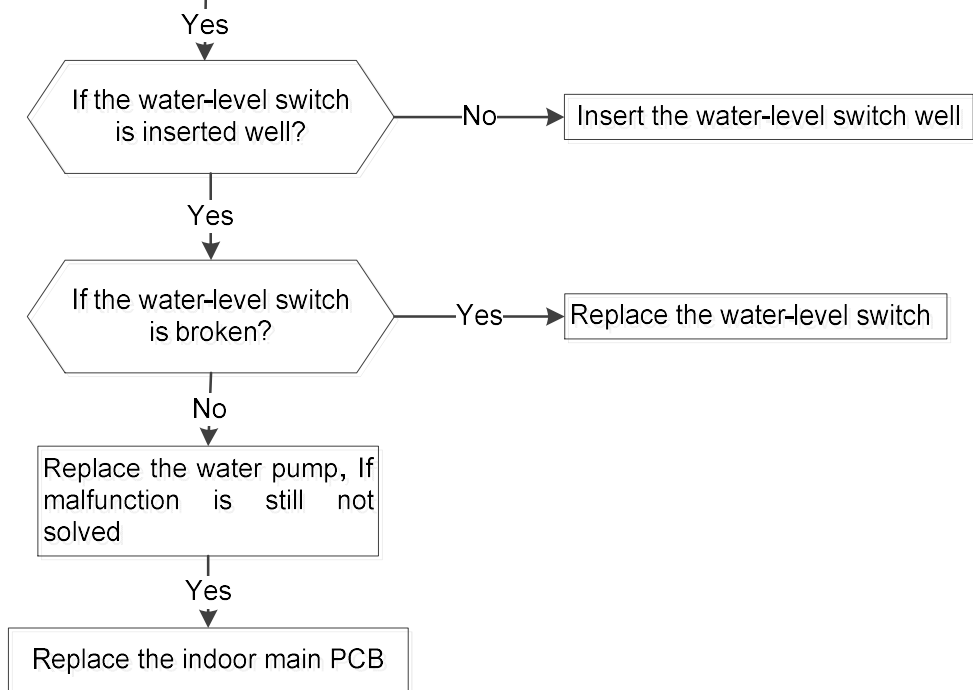 Yes
If the water-level switch
is inserted well?
No
Insert the water-level switch well
Yes
If the water-level switch
is broken?
Yes
Replace the water-level switch
No
Replace the water pump, If
malfunction is still not
solved
Yes
Replace the indoor main PCB